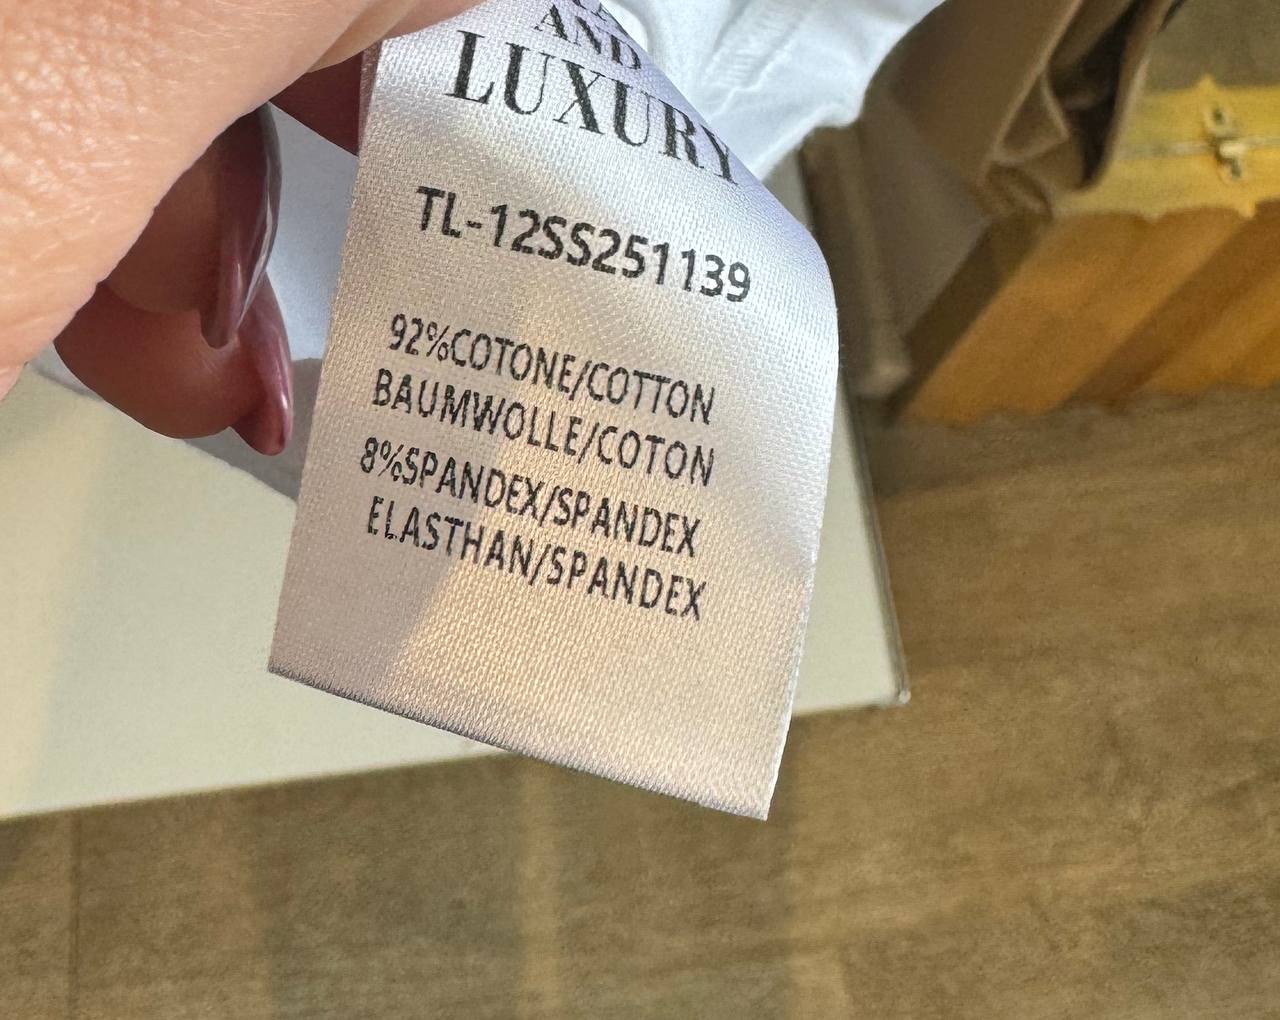 AND
LUXURY
TL-12SS251139
92%COTONE/COTTON
BAUMWOLLE/COTON
8%SPANDEX/SPANDEX
ELASTHAN/SPANDEX